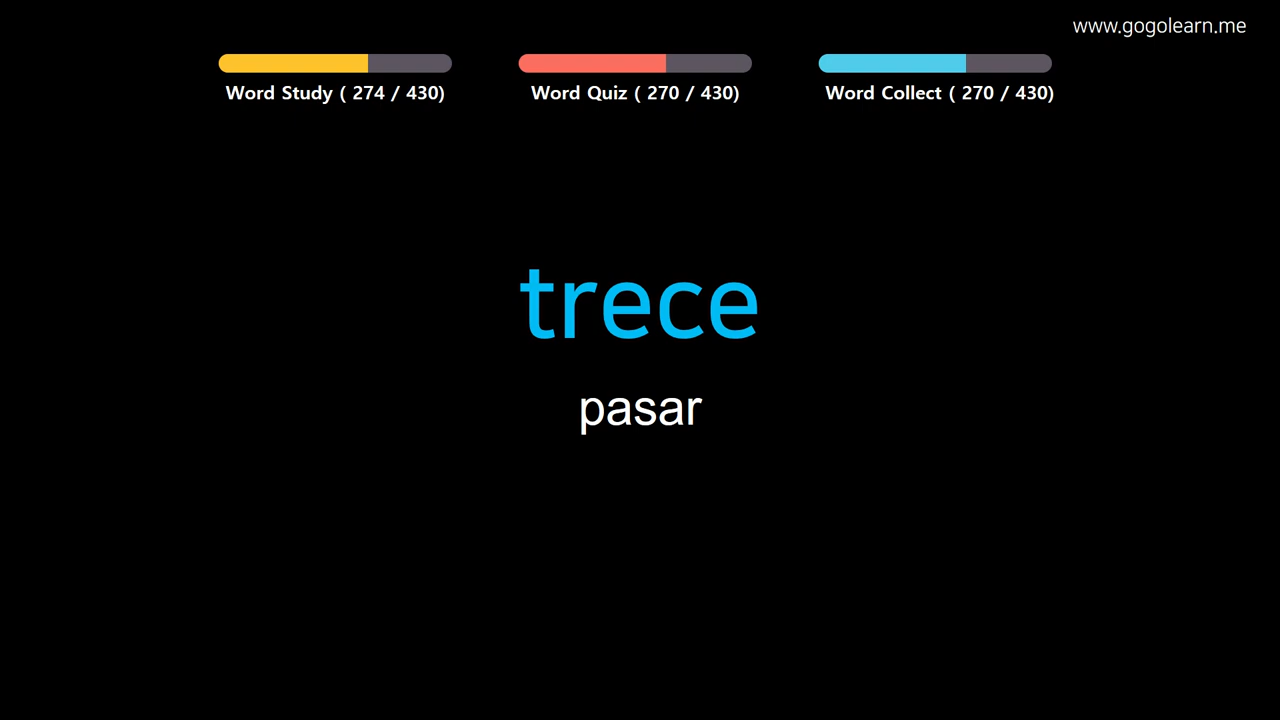 www.gogolearn.me
Word Study ( 274 / 430)
Word Quiz ( 270 / 430)
Word Collect ( 270 / 430)
trece
pasar